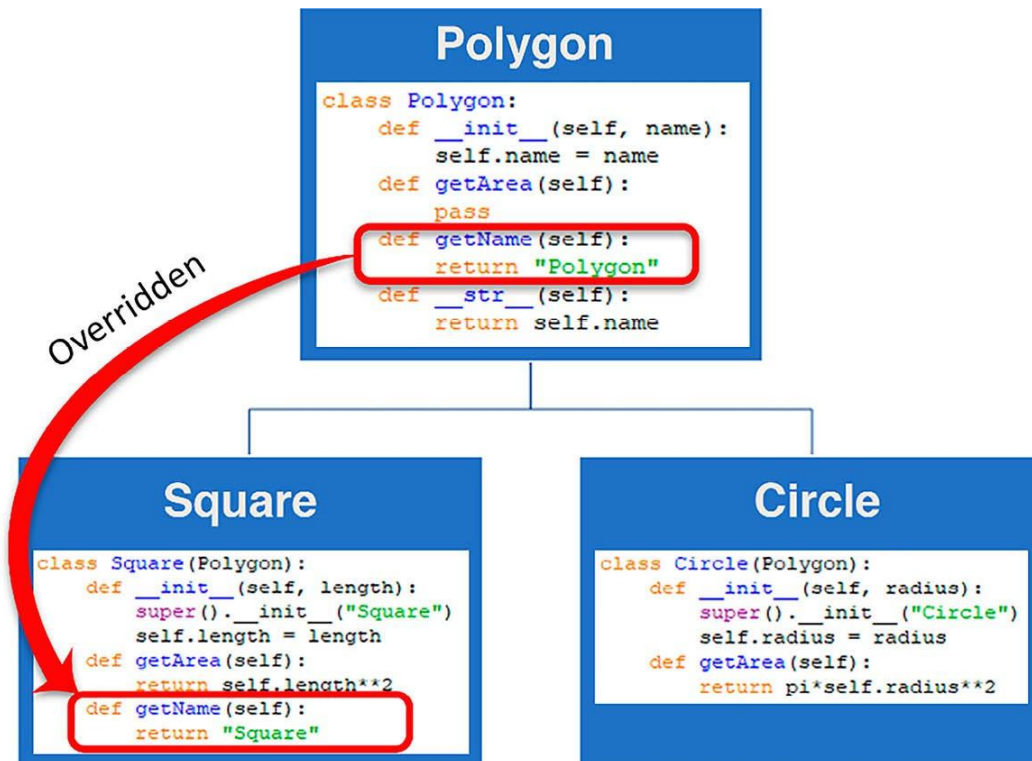 Polygon
class Polygon:
    def __init__(self, name):
        self.name = name
    def getArea(self):
        pass
    def getName(self):
        return "Polygon"
    def __str__(self):
        return self.name
Overridden
Square
class Square(Polygon):
    def __init__(self, length):
        super().__init__("Square")
        self.length = length
    def getArea(self):
        return self.length**2
    def getName(self):
        return "Square"
Circle
class Circle(Polygon):
    def __init__(self, radius):
        super().__init__("Circle")
        self.radius = radius
    def getArea(self):
        return pi*self.radius**2